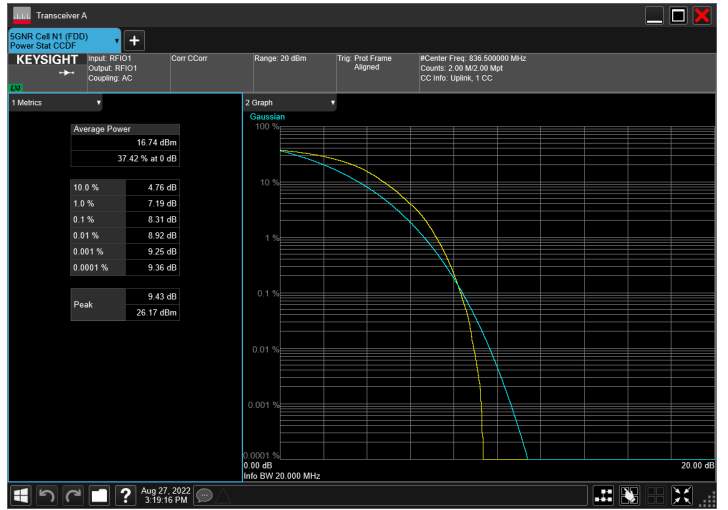 Transceiver A
5GNR Cell N1 (FDD)
Power Stat CCDF
KEYSIGHT
Input: RFIO1
Output: RFIO1
Coupling: AC
Corr CCorr
Range: 20 dBm
Trig: Prot Frame
Aligned
#Center Freq: 836.500000 MHz
Counts: 2.00 M/2.00 Mpt
CC Info: Uplink, 1 CC
LXI
1 Metrics
Average Power
16.74 dBm
37.42 % at 0 dB
10.0 % 4.76 dB
1.0 % 7.19 dB
0.1 % 8.31 dB
0.01 % 8.92 dB
0.001 % 9.25 dB
0.0001 % 9.36 dB
Peak
9.43 dB
26.17 dBm
2 Graph
Gaussian
100 %
10 %
1 %
0.1 %
0.01 %
0.001 %
0.0001 %
0.00 dB
20.00 dB
Info BW 20.000 MHz
Aug 27, 2022
3:19:16 PM